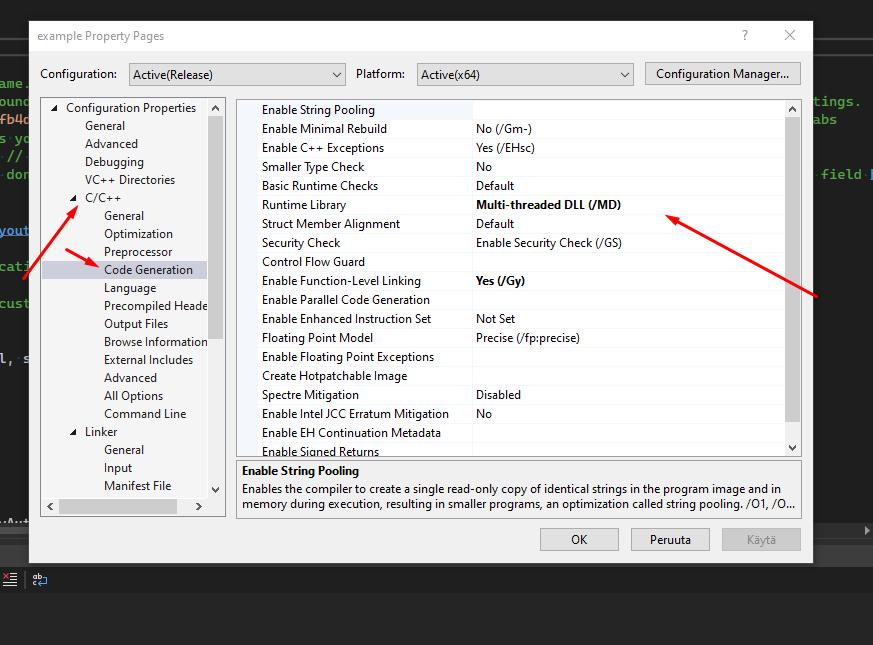 example Property Pages
?
Configuration: Active(Release) Platform: Active(x64) Configuration Manager...
Configuration Properties
General
Advanced
Debugging
VC++ Directories
C/C++
General
Optimization
Preprocessor
Code Generation
Language
Precompiled Heade
Output Files
Browse Information
External Includes
Advanced
All Options
Command Line
Linker
General
Input
Manifest File
Enable String Pooling
Enable Minimal Rebuild No (/Gm-)
Enable C++ Exceptions Yes (/EHsc)
Smaller Type Check No
Basic Runtime Checks Default
Runtime Library Multi-threaded DLL (/MD)
Struct Member Alignment Default
Security Check Enable Security Check (/GS)
Control Flow Guard
Enable Function-Level Linking Yes (/Gy)
Enable Parallel Code Generation
Enable Enhanced Instruction Set Not Set
Floating Point Model Precise (/fp:precise)
Enable Floating Point Exceptions
Create Hotpatchable Image
Spectre Mitigation Disabled
Enable Intel JCC Erratum Mitigation No
Enable EH Continuation Metadata
Enable Signed Returns
Enable String Pooling
Enables the compiler to create a single read-only copy of identical strings in the program image and in
memory during execution, resulting in smaller programs, an optimization called string pooling. /O1, /O...
OK Peruuta Käytä
ame.
ound
fb4d
s yo
//
don
yout
cati
cust
l, s
tings.
abs
field